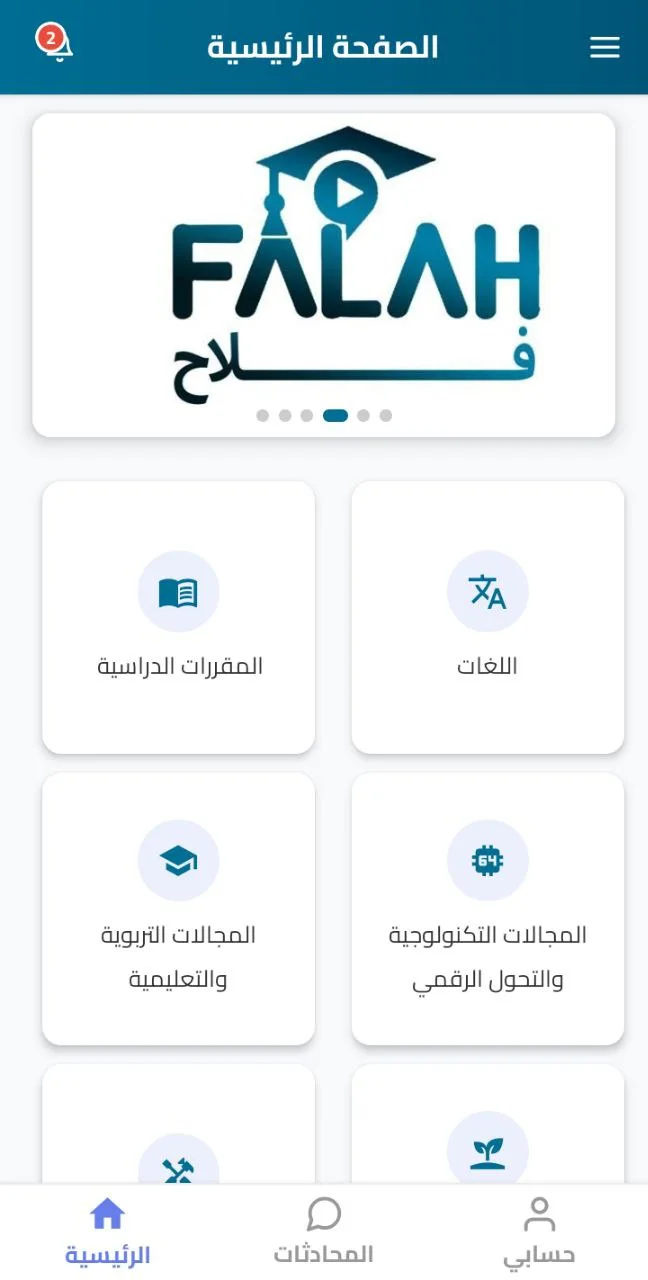 الصفحة الرئيسية
2
FALAH
فلاح
اللغات
المقررات الدراسية
64
المجالات التكنولوجية
والتحول الرقمي
المجالات التربوية
والتعليمية
حسابي
المحادثات
الرئيسية